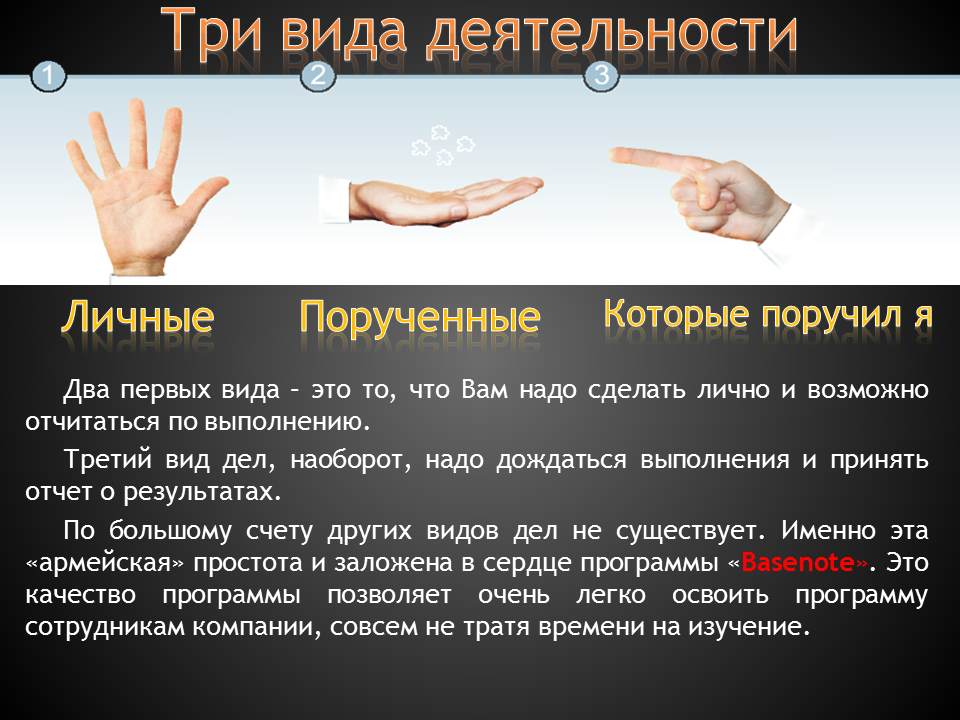 Три вида деятельности
1 2 3
Личные Порученные Которые поручил я
Два первых вида – это то, что Вам надо сделать лично и возможно
отчитаться по выполнению.
Третий вид дел, наоборот, надо дождаться выполнения и принять
отчет о результатах.
По большому счету других видов дел не существует. Именно эта
«армейская» простота и заложена в сердце программы «Basenote». Это
качество программы позволяет очень легко освоить программу
сотрудникам компании, совсем не тратя времени на изучение.